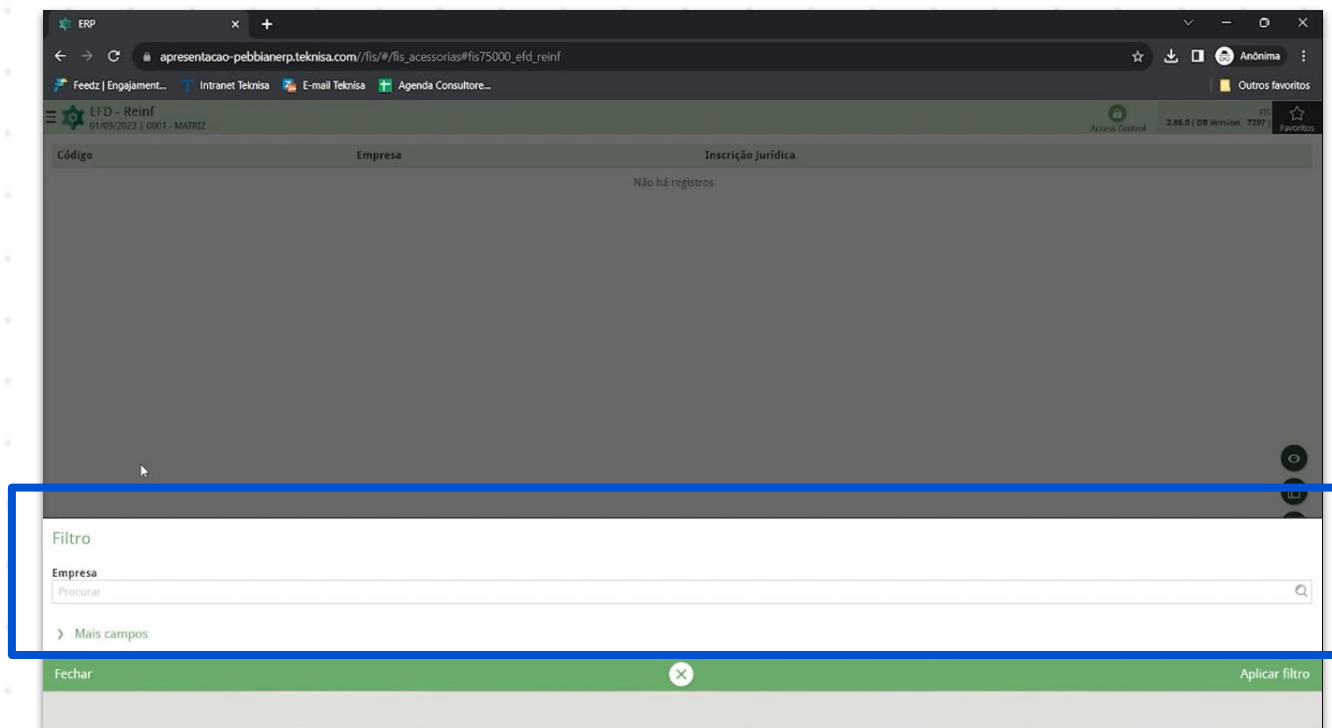 ERP
apresentacao-pebbianerp.teknisa.com//fis/#/fis_acessorias#fis75000_efd_reinf
Anônima
Feedz | Engajament... Intranet Teknisa E-mail Teknisa Agenda Consultore... Outros favoritos
EFD - Reinf
01/09/2023 | 0001 - MATRIZ
Access Control
FIS
2.86.0 ( DB Version - 7397 )
Favoritos
Código Empresa Inscrição Jurídica
Não há registros
Filtro
Empresa
Procurar
Mais campos
Fechar Aplicar filtro